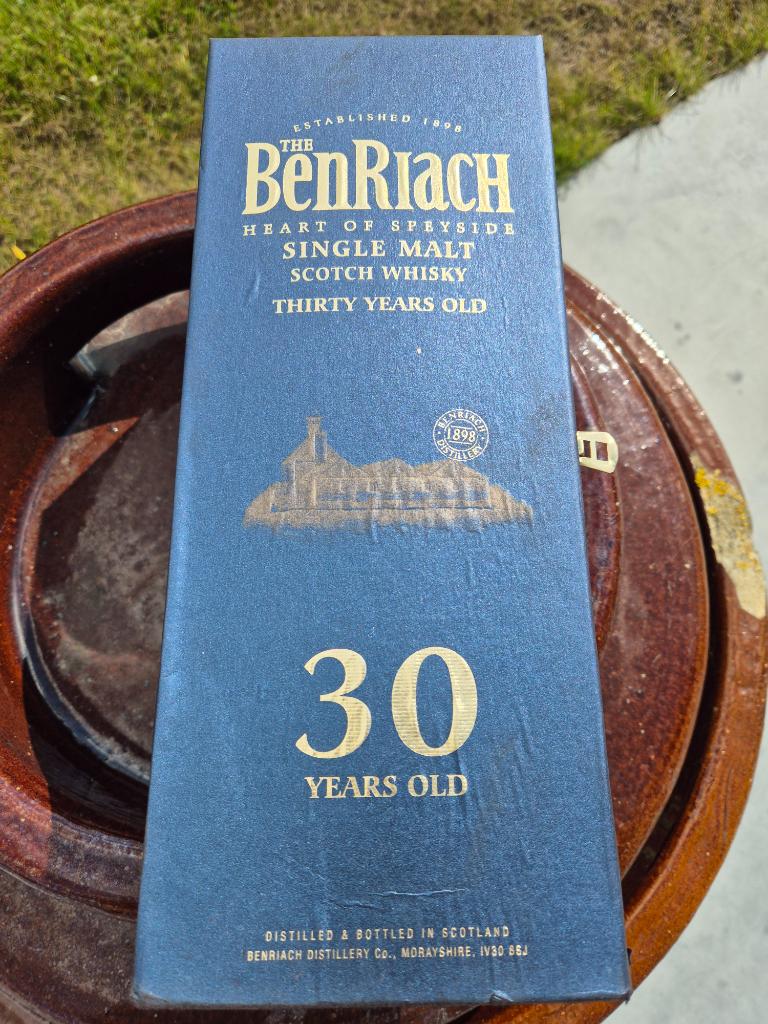 ESTABLISHED 1898
THE
BENRIACH
HEART OF SPEYSIDE
SINGLE MALT
SCOTCH WHISKY
THIRTY YEARS OLD
BENRIACH
1898
DISTILLERY
30
YEARS OLD
DISTILLED & BOTTLED IN SCOTLAND
BENRIACH DISTILLERY Co., MORAYSHIRE, IV30 8SJ